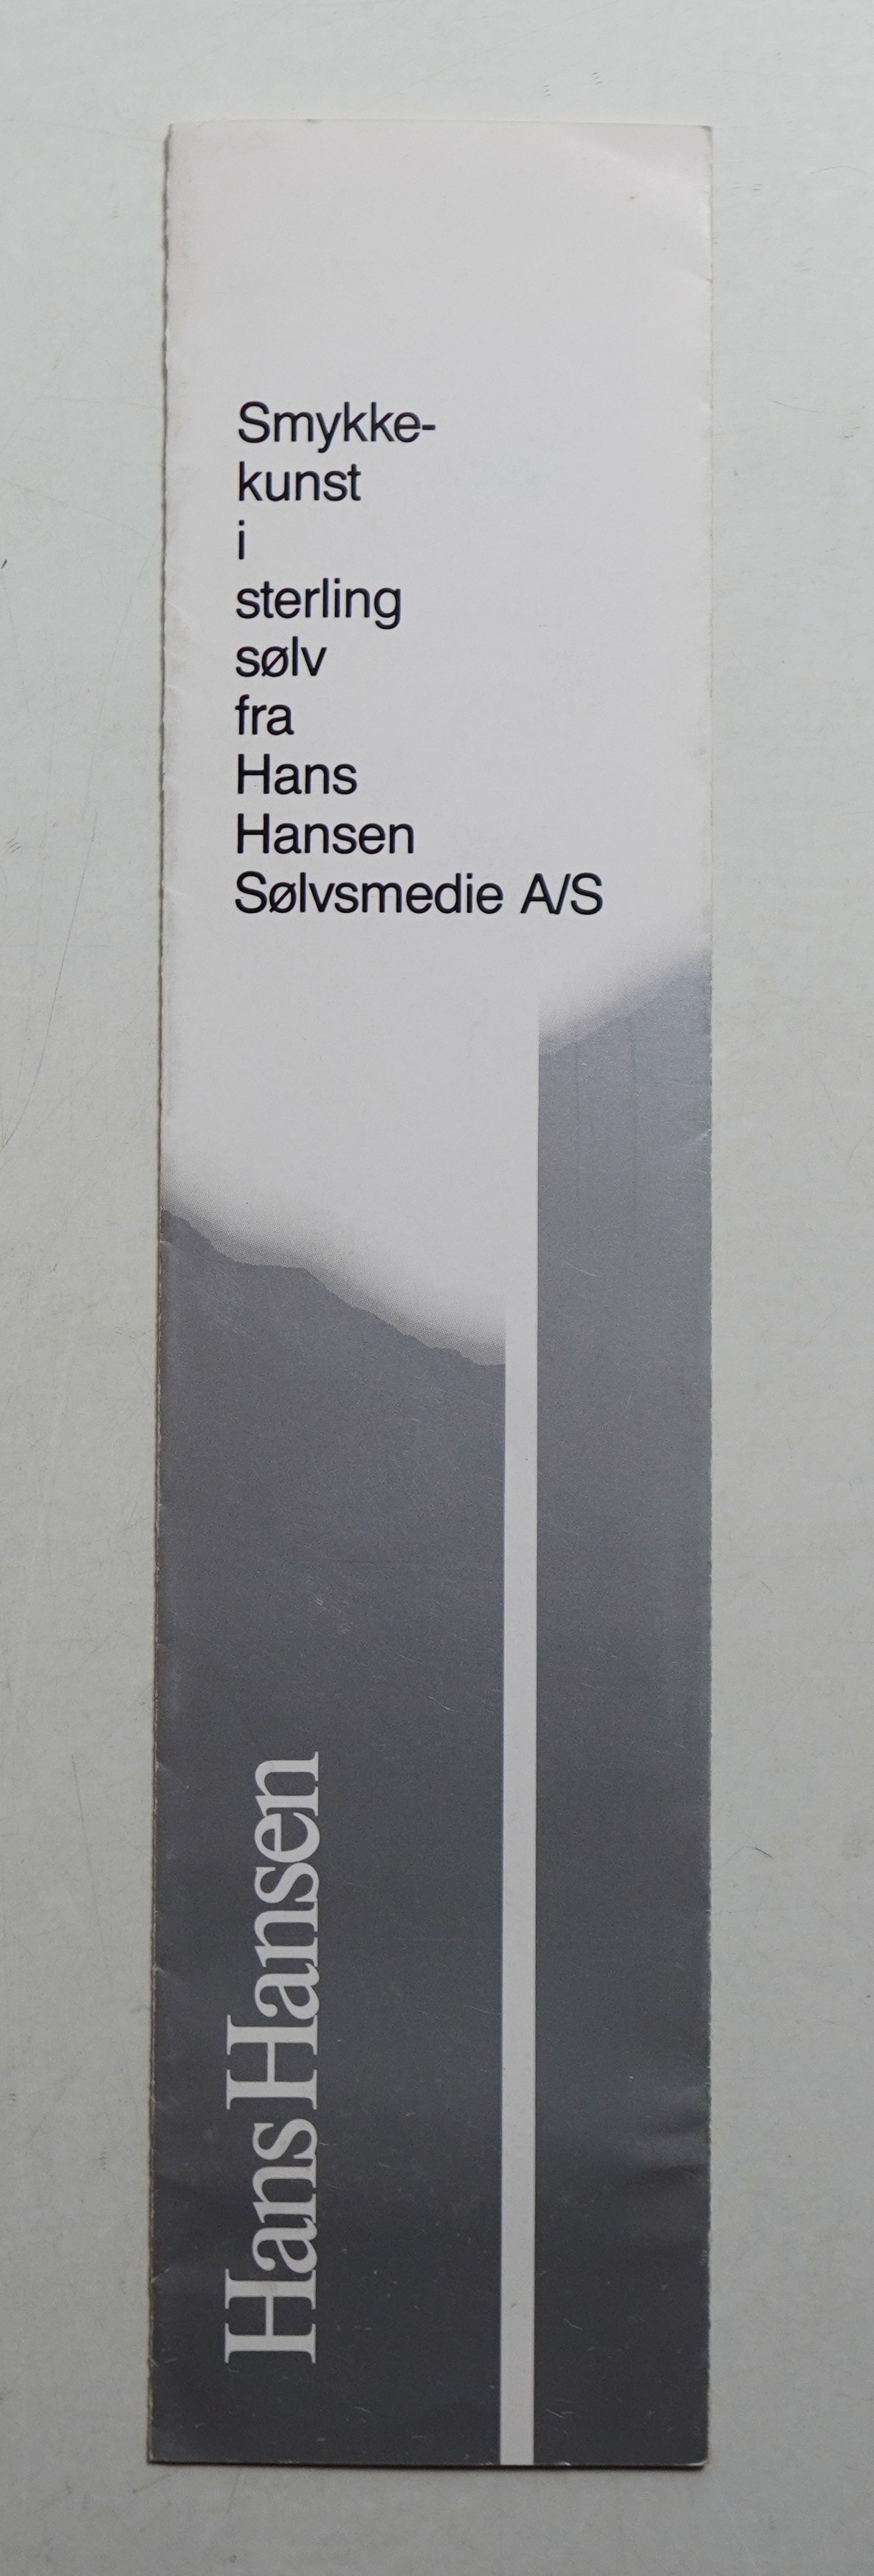 Smykke-
kunst
i
sterling
sølv
fra
Hans
Hansen
Sølvsmedie A/S
Hans Hansen